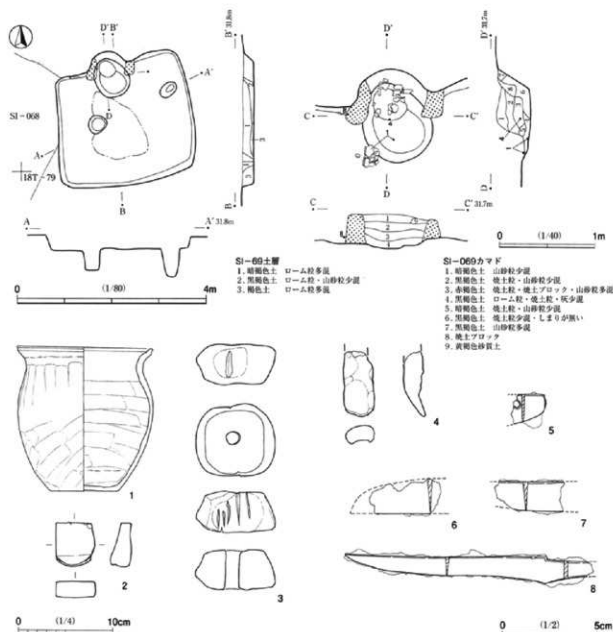 D' B'
A'
SI-068
D
A
18T-79
B
A
A' 31.8m
0 (1/80) 4m
B' 31.8m
3
B
SI-69土層
1. 暗褐色土 ローム粒多混
2. 黒褐色土 ローム粒・山砂粒少混
3. 褐色土 ローム粒多混
D'
C
C'
D
C
C' 31.7m
1
2
D' 31.7m
D
0 (1/40) 1m
SI-069カマド
1. 暗褐色土 山砂粒少混
2. 黒褐色土 焼土粒・山砂粒少混
3. 赤褐色土 焼土粒・焼土ブロック・山砂粒多混
4. 黒褐色土 ローム粒・焼土粒・灰少混
5. 暗褐色土 焼土粒・山砂粒少混
6. 黒褐色土 焼土粒少混・しまりが無い
7. 黒褐色土 山砂粒多混
8. 焼土ブロック
9. 黄褐色砂質土
1
2
3
4
5
6
7
8
0 (1/4) 10cm
0 (1/2) 5cm